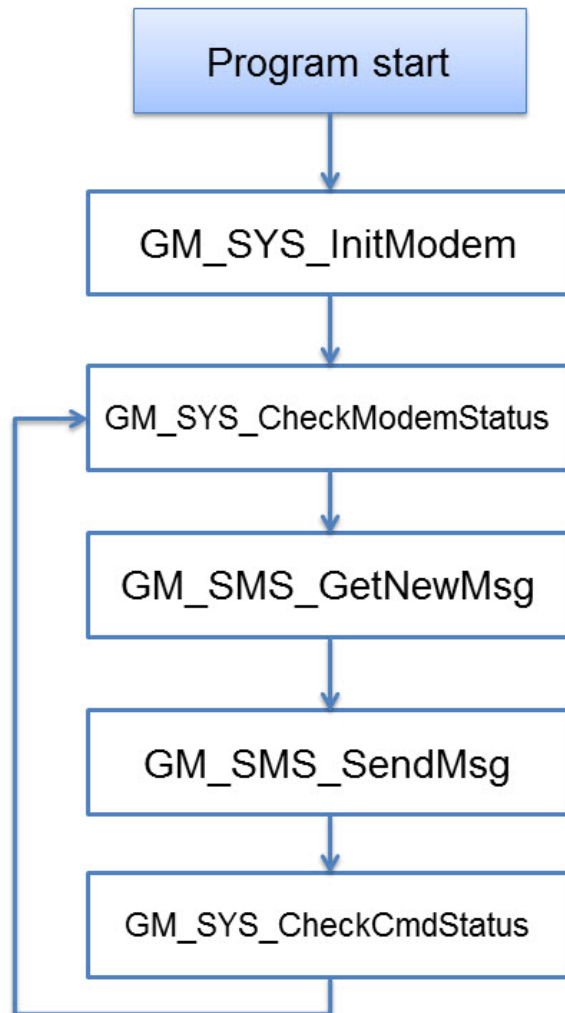 Program start
GM_SYS_InitModem
GM_SYS_CheckModemStatus
GM_SMS_GetNewMsg
GM_SMS_SendMsg
GM_SYS_CheckCmdStatus